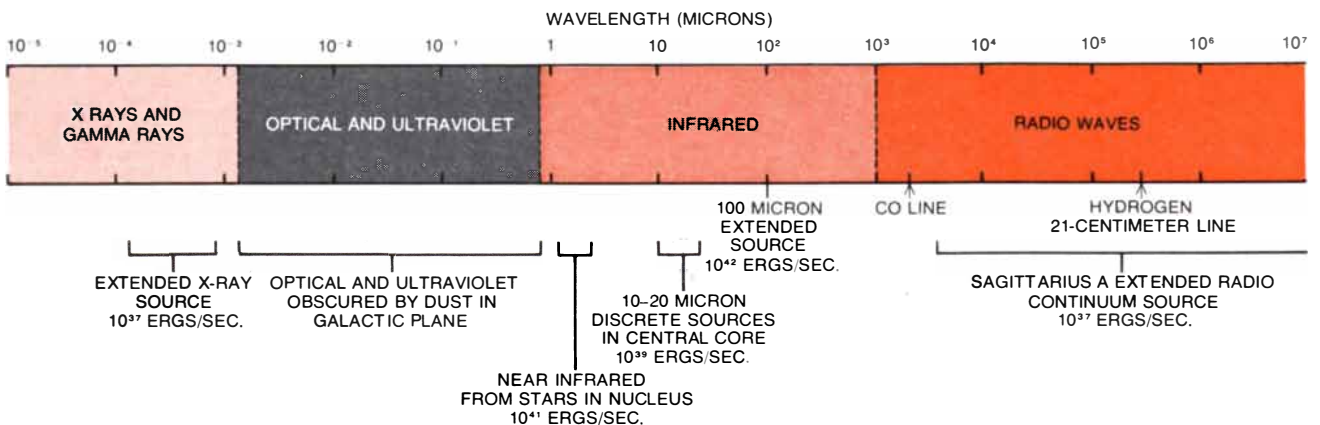 WAVELENGTH (MICRONS)
10⁻⁵ 10⁻⁴ 10⁻³ 10⁻² 10⁻¹ 1 10 10² 10³ 10⁴ 10⁵ 10⁶ 10⁷
X RAYS AND
GAMMA RAYS
OPTICAL AND ULTRAVIOLET
INFRARED
RADIO WAVES
100 MICRON
EXTENDED
SOURCE
10⁴² ERGS/SEC.
CO LINE
HYDROGEN
21-CENTIMETER LINE
EXTENDED X-RAY
SOURCE
10³⁷ ERGS/SEC.
OPTICAL AND ULTRAVIOLET
OBSCURED BY DUST IN
GALACTIC PLANE
NEAR INFRARED
FROM STARS IN NUCLEUS
10⁴¹ ERGS/SEC.
10–20 MICRON
DISCRETE SOURCES
IN CENTRAL CORE
10³⁹ ERGS/SEC.
SAGITTARIUS A EXTENDED RADIO
CONTINUUM SOURCE
10³⁷ ERGS/SEC.